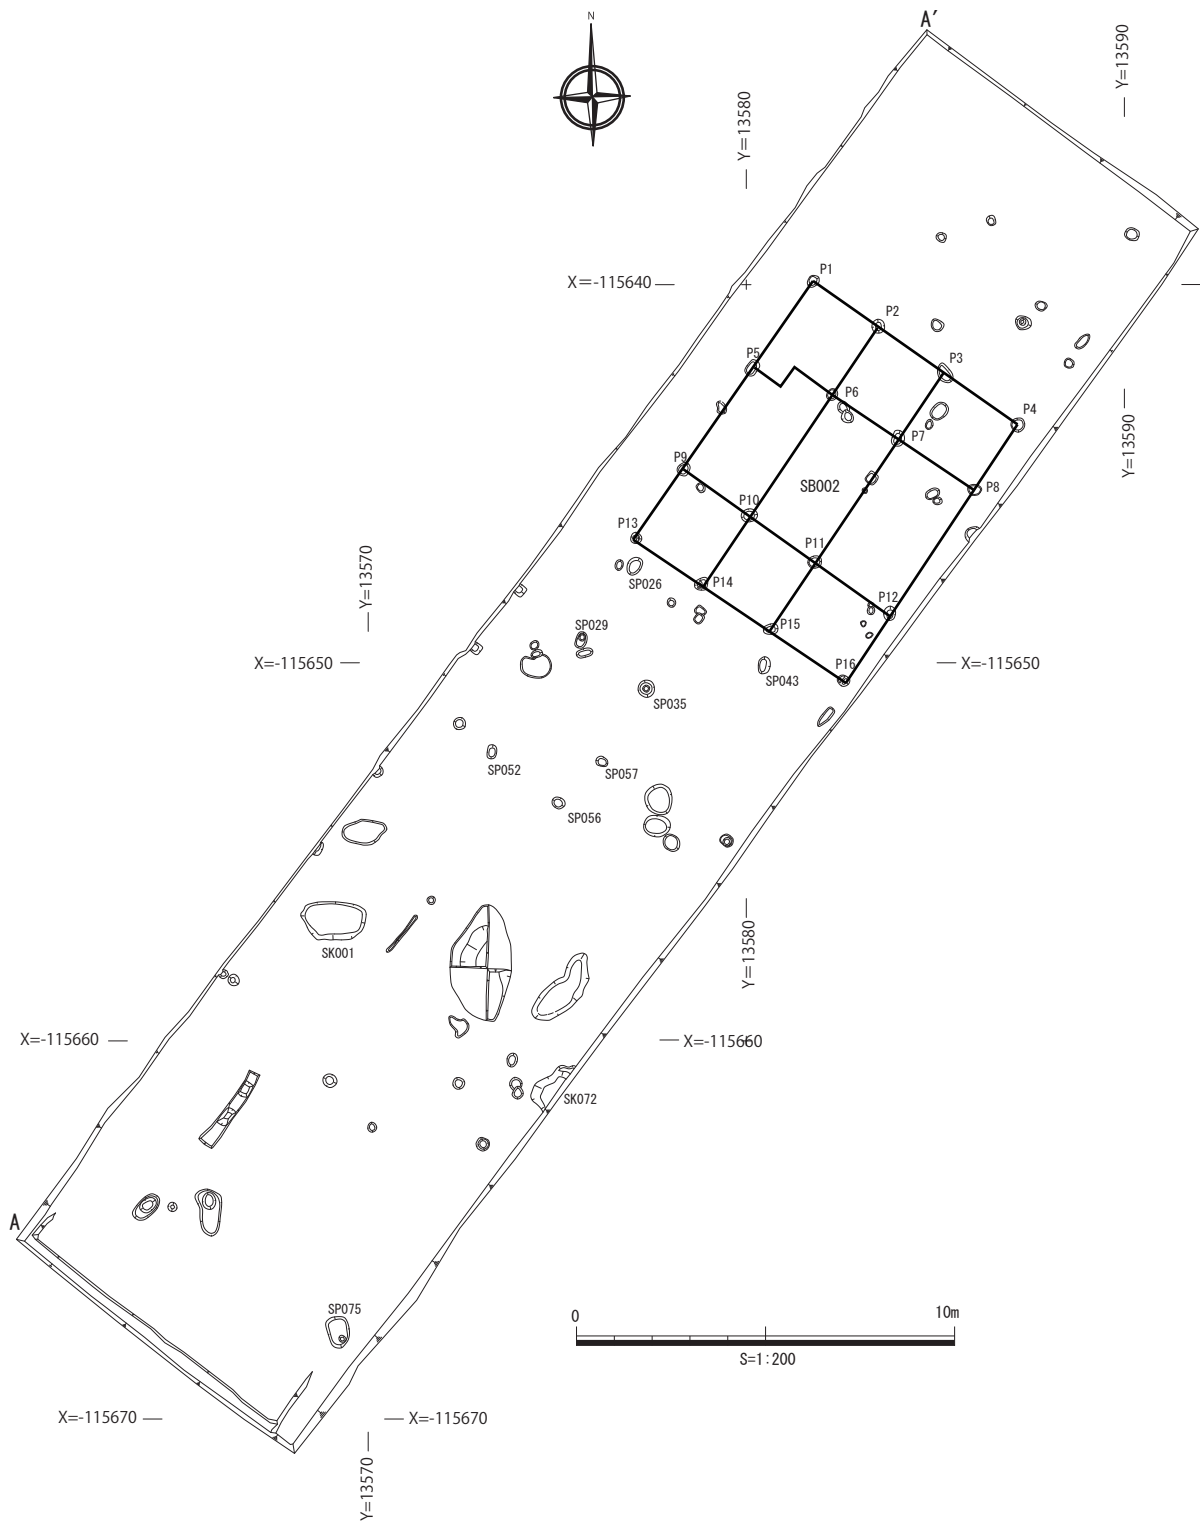 N
A′
Y=13590
Y=13580
X=-115640
P1
P2
P3
P4
P5
P6
P7
P8
Y=13590
P9
P10
SB002
P11
P12
P13
P14
P15
P16
Y=13570
SP026
SP029
X=-115650
SP043
X=-115650
SP035
SP052
SP057
SP056
SK001
Y=13580
X=-115660
X=-115660
SK072
A
SP075
0
10m
S=1:200
X=-115670
X=-115670
Y=13570